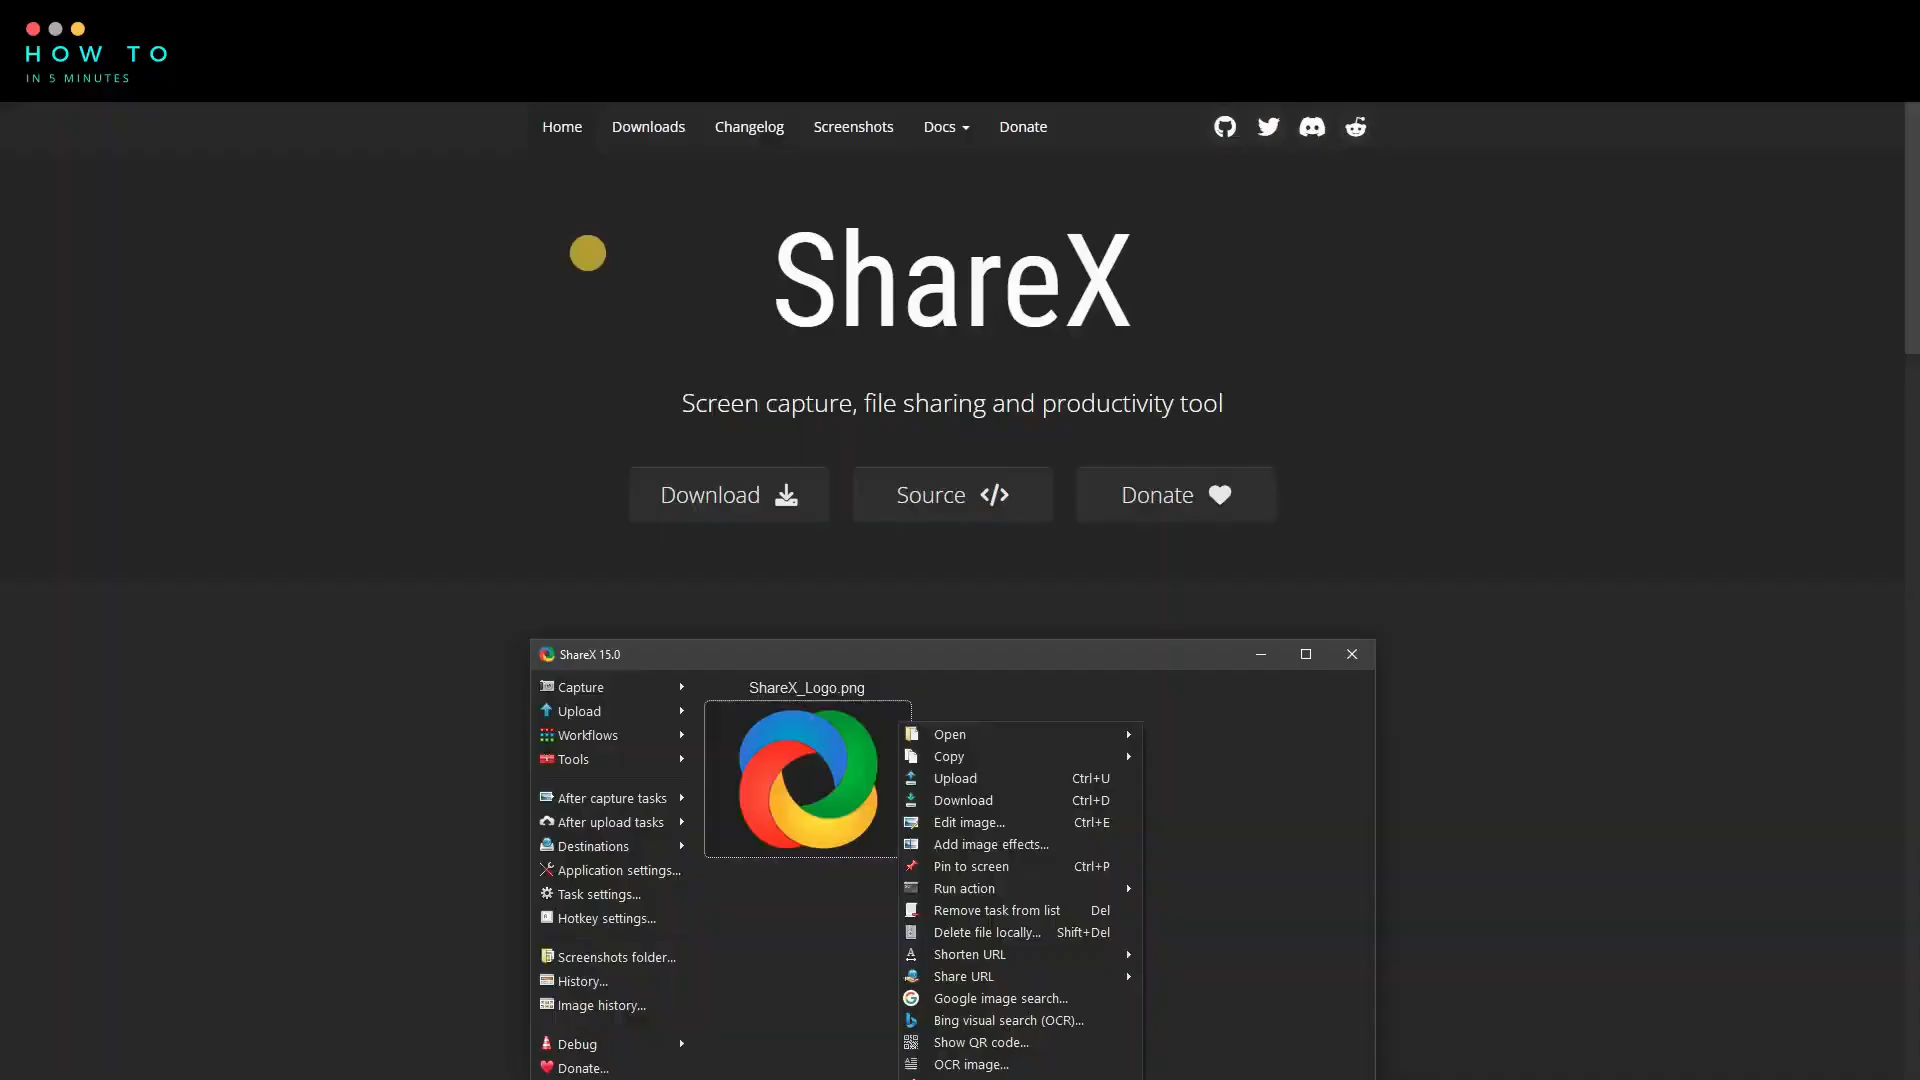 HOW TO
IN 5 MINUTES
Home Downloads Changelog Screenshots Docs Donate
ShareX
Screen capture, file sharing and productivity tool
Download Source Donate
ShareX 15.0
Capture
Upload
Workflows
Tools
After capture tasks
After upload tasks
Destinations
Application settings...
Task settings...
Hotkey settings...
Screenshots folder...
History...
Image history...
Debug
Donate...
ShareX_Logo.png
Open
Copy
Upload Ctrl+U
Download Ctrl+D
Edit image... Ctrl+E
Add image effects...
Pin to screen Ctrl+P
Run action
Remove task from list Del
Delete file locally... Shift+Del
Shorten URL
Share URL
Google image search...
Bing visual search (OCR)...
Show QR code...
OCR image...